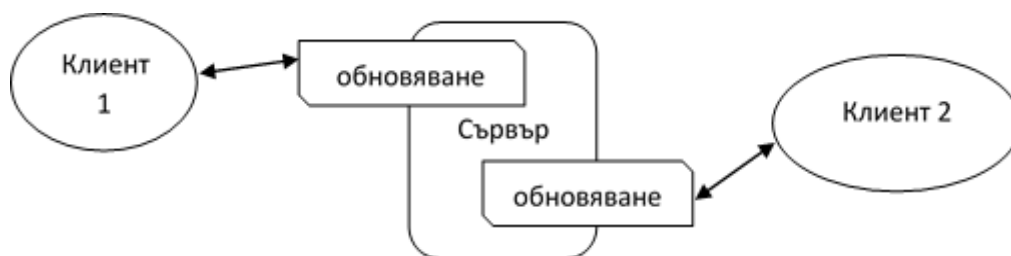 Клиент
1
обновяване
Сървър
обновяване
Клиент 2